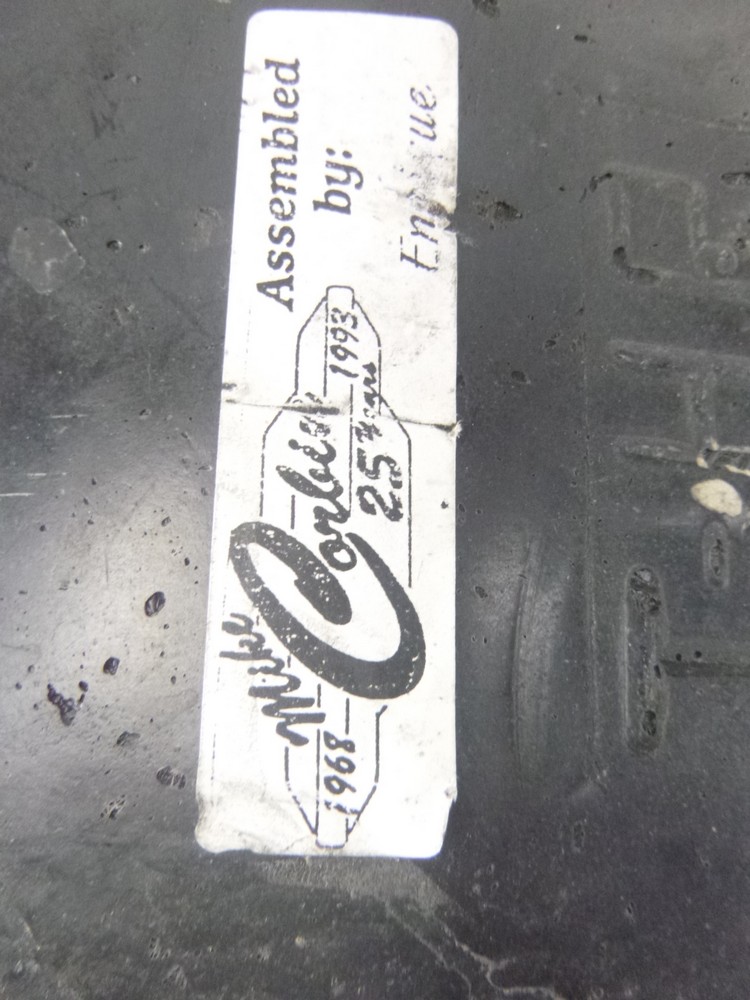 Mike Corbin
1968 25 Years 1993
Assembled
by: